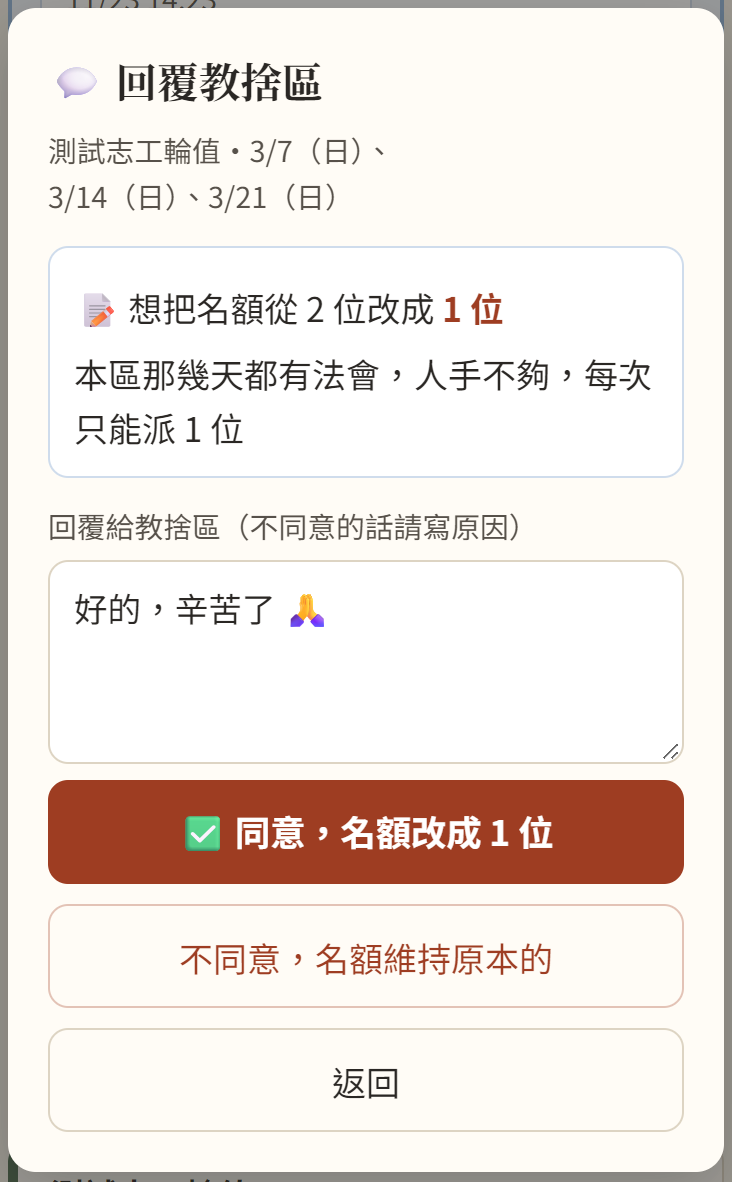 回覆教捨區
測試志工輪值・3/7（日）、
3/14（日）、3/21（日）
想把名額從 2 位改成 1 位
本區那幾天都有法會，人手不夠，每次
只能派 1 位
回覆給教捨區（不同意的話請寫原因）
好的，辛苦了 🙏
✅ 同意，名額改成 1 位
不同意，名額維持原本的
返回